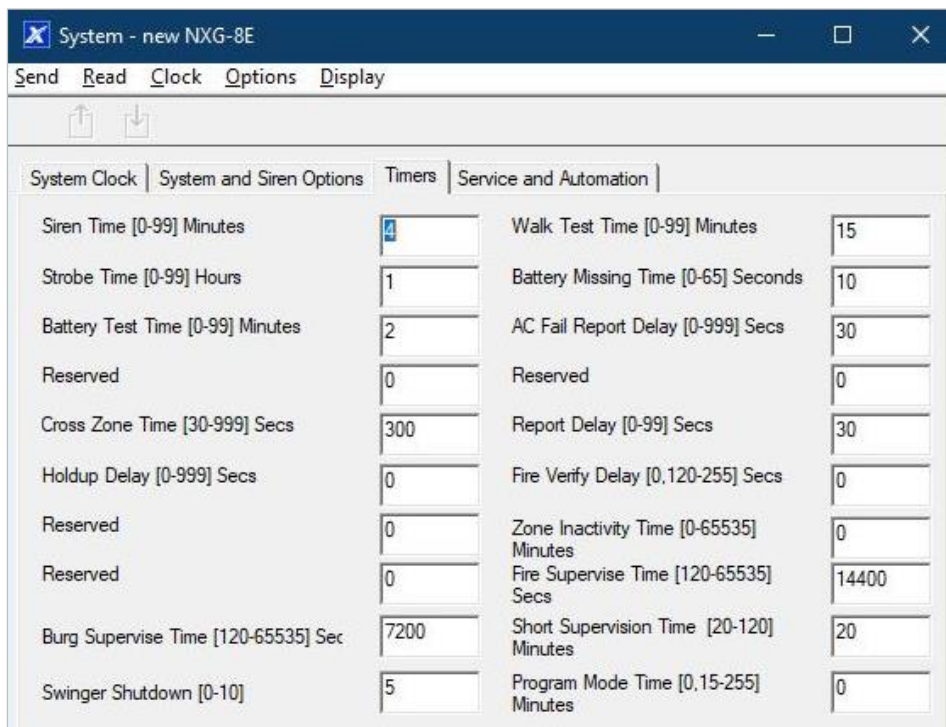 System - new NXG-8E
Send Read Clock Options Display
System Clock System and Siren Options Timers Service and Automation
Siren Time [0-99] Minutes 4 Walk Test Time [0-99] Minutes 15
Strobe Time [0-99] Hours 1 Battery Missing Time [0-65] Seconds 10
Battery Test Time [0-99] Minutes 2 AC Fail Report Delay [0-999] Secs 30
Reserved 0 Reserved 0
Cross Zone Time [30-999] Secs 300 Report Delay [0-99] Secs 30
Holdup Delay [0-999] Secs 0 Fire Verify Delay [0,120-255] Secs 0
Reserved 0 Zone Inactivity Time [0-65535] 0
Minutes
Reserved 0 Fire Supervise Time [120-65535] 14400
Secs
Burg Supervise Time [120-65535] Sec 7200 Short Supervision Time [20-120] 20
Minutes
Swinger Shutdown [0-10] 5 Program Mode Time [0,15-255] 0
Minutes